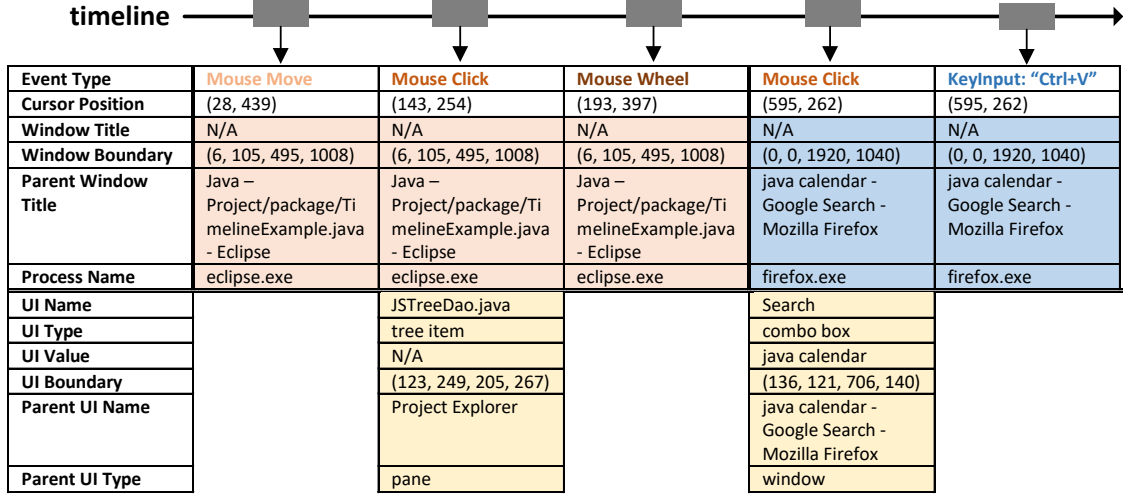 timeline
Event Type Mouse Move Mouse Click Mouse Wheel Mouse Click KeyInput: “Ctrl+V”
Cursor Position (28, 439) (143, 254) (193, 397) (595, 262) (595, 262)
Window Title N/A N/A N/A N/A N/A
Window Boundary (6, 105, 495, 1008) (6, 105, 495, 1008) (6, 105, 495, 1008) (0, 0, 1920, 1040) (0, 0, 1920, 1040)
Parent Window Java – Java – Java – java calendar - java calendar -
Title Project/package/Ti Project/package/Ti Project/package/Ti Google Search - Google Search -
melineExample.java melineExample.java melineExample.java Mozilla Firefox Mozilla Firefox
- Eclipse - Eclipse - Eclipse
Process Name eclipse.exe eclipse.exe eclipse.exe firefox.exe firefox.exe
UI Name JSTreeDao.java Search
UI Type tree item combo box
UI Value N/A java calendar
UI Boundary (123, 249, 205, 267) (136, 121, 706, 140)
Parent UI Name Project Explorer java calendar -
Google Search -
Mozilla Firefox
Parent UI Type pane window